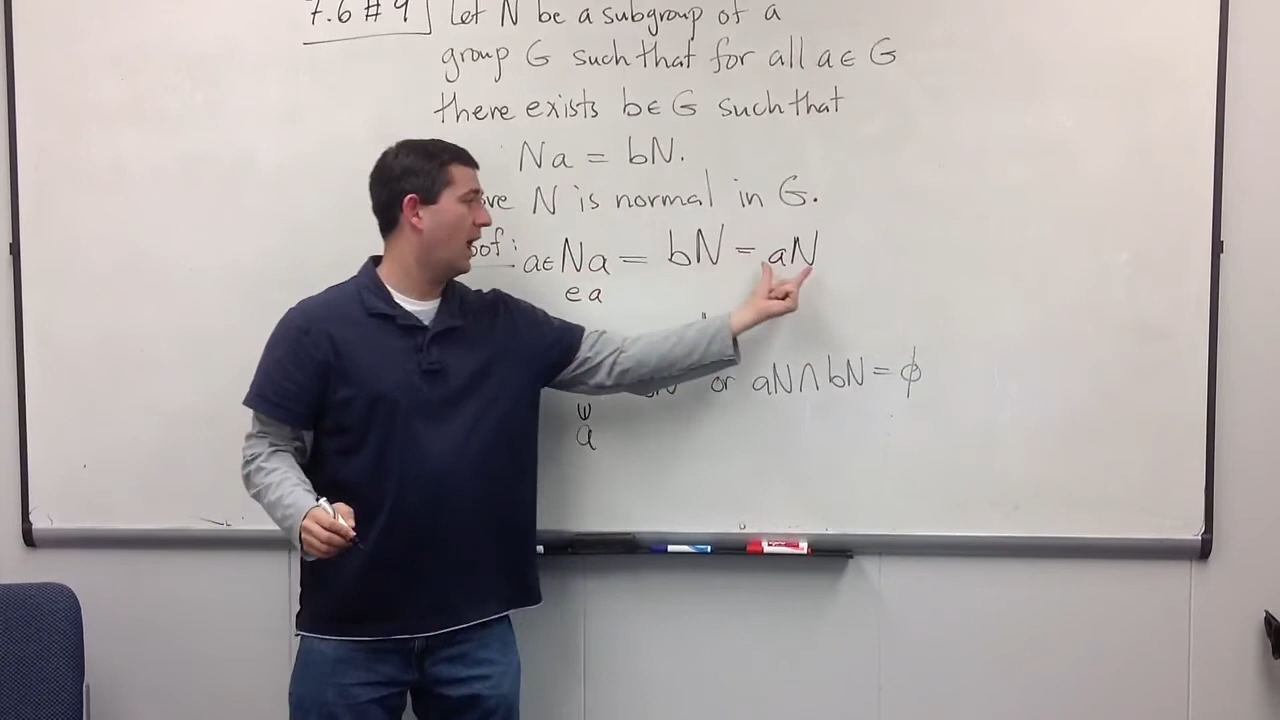 7.6 # 9 Let N be a subgroup of a
group G such that for all a ∈ G
there exists b ∈ G such that
Na = bN.
N is normal in G.
a ∈ Na = bN = aN
e a
or aN ∩ bN = ϕ
a